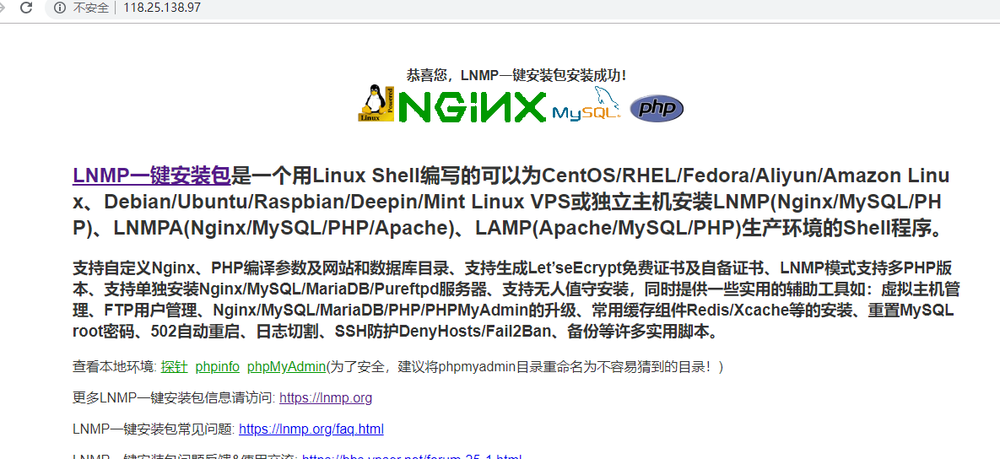 不安全 | 118.25.138.97
恭喜您，LNMP一键安装包安装成功！
Linux Powered NGINX MySQL php
LNMP一键安装包是一个用Linux Shell编写的可以为CentOS/RHEL/Fedora/Aliyun/Amazon Linu
x、Debian/Ubuntu/Raspbian/Deepin/Mint Linux VPS或独立主机安装LNMP(Nginx/MySQL/PH
P)、LNMPA(Nginx/MySQL/PHP/Apache)、LAMP(Apache/MySQL/PHP)生产环境的Shell程序。
支持自定义Nginx、PHP编译参数及网站和数据库目录、支持生成Let’seEcrypt免费证书及自备证书、LNMP模式支持多PHP版
本、支持单独安装Nginx/MySQL/MariaDB/Pureftpd服务器、支持无人值守安装，同时提供一些实用的辅助工具如：虚拟主机管
理、FTP用户管理、Nginx/MySQL/MariaDB/PHP/PHPMyAdmin的升级、常用缓存组件Redis/Xcache等的安装、重置MySQL
root密码、502自动重启、日志切割、SSH防护DenyHosts/Fail2Ban、备份等许多实用脚本。
查看本地环境: 探针 phpinfo phpMyAdmin(为了安全，建议将phpmyadmin目录重命名为不容易猜到的目录！)
更多LNMP一键安装包信息请访问: https://lnmp.org
LNMP一键安装包常见问题: https://lnmp.org/faq.html
LNMP一键安装包问题反馈&使用交流: https://bbs.vpser.net/forum-25-1.html